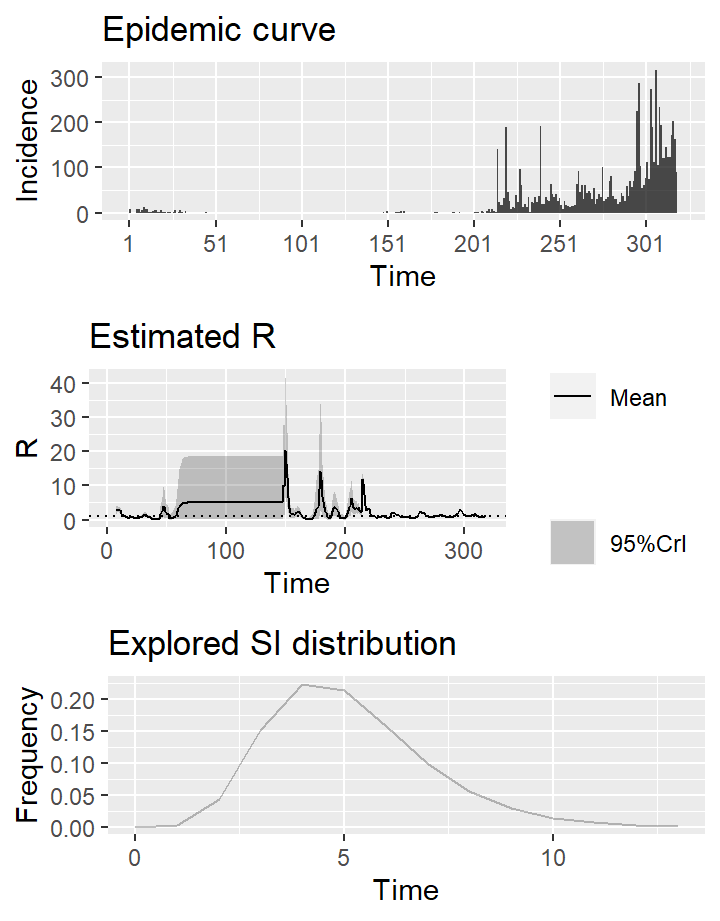 Epidemic curve
300
200
100
0
Incidence
1 51 101 151 201 251 301
Time
Estimated R
40
30
20
10
0
R
0 100 200 300
Time
Mean
95%CrI
Explored SI distribution
0.20
0.15
0.10
0.05
0.00
Frequency
0 5 10
Time